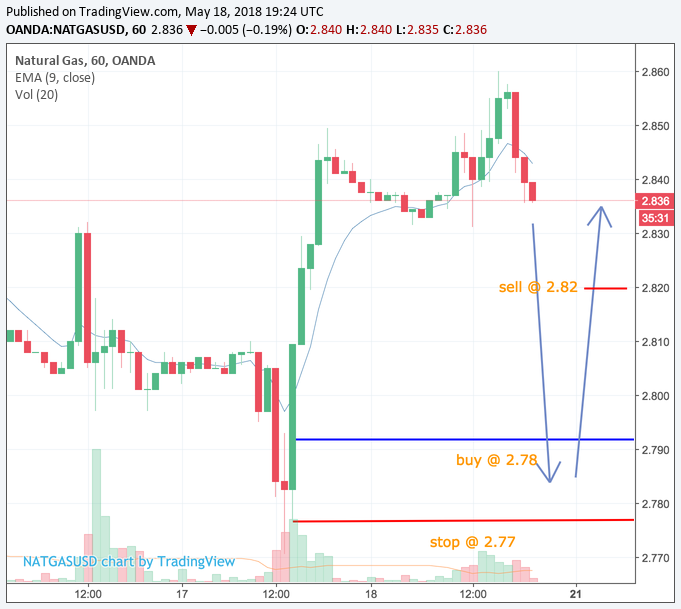 Published on TradingView.com, May 18, 2018 19:24 UTC
OANDA:NATGASUSD, 60 2.836 ▼ −0.005 (−0.19%) O:2.840 H:2.840 L:2.835 C:2.836
Natural Gas, 60, OANDA
EMA (9, close)
Vol (20)
2.860
2.850
2.840
2.836
35:31
2.830
sell @ 2.82
2.820
2.810
2.800
2.790
buy @ 2.78
2.780
stop @ 2.77
2.770
NATGASUSD chart by TradingView
12:00 17 12:00 18 12:00 21